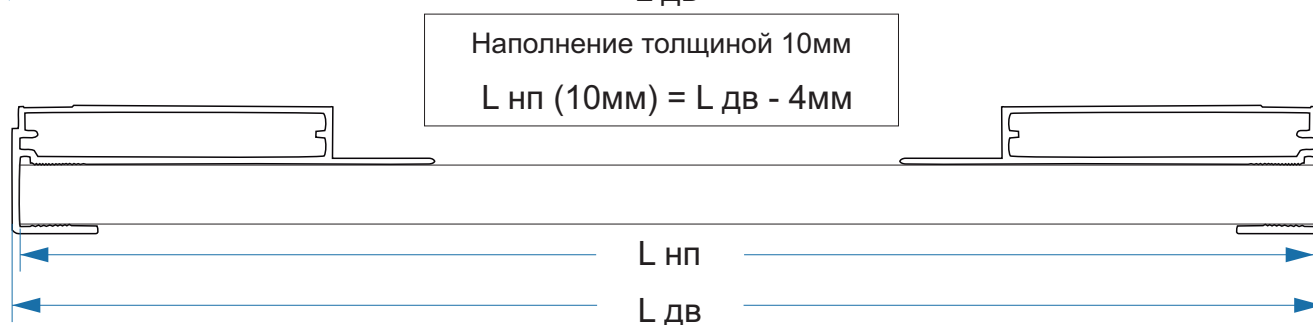 Наполнение толщиной 10мм
L нп (10мм) = L дв - 4мм
L нп
L дв